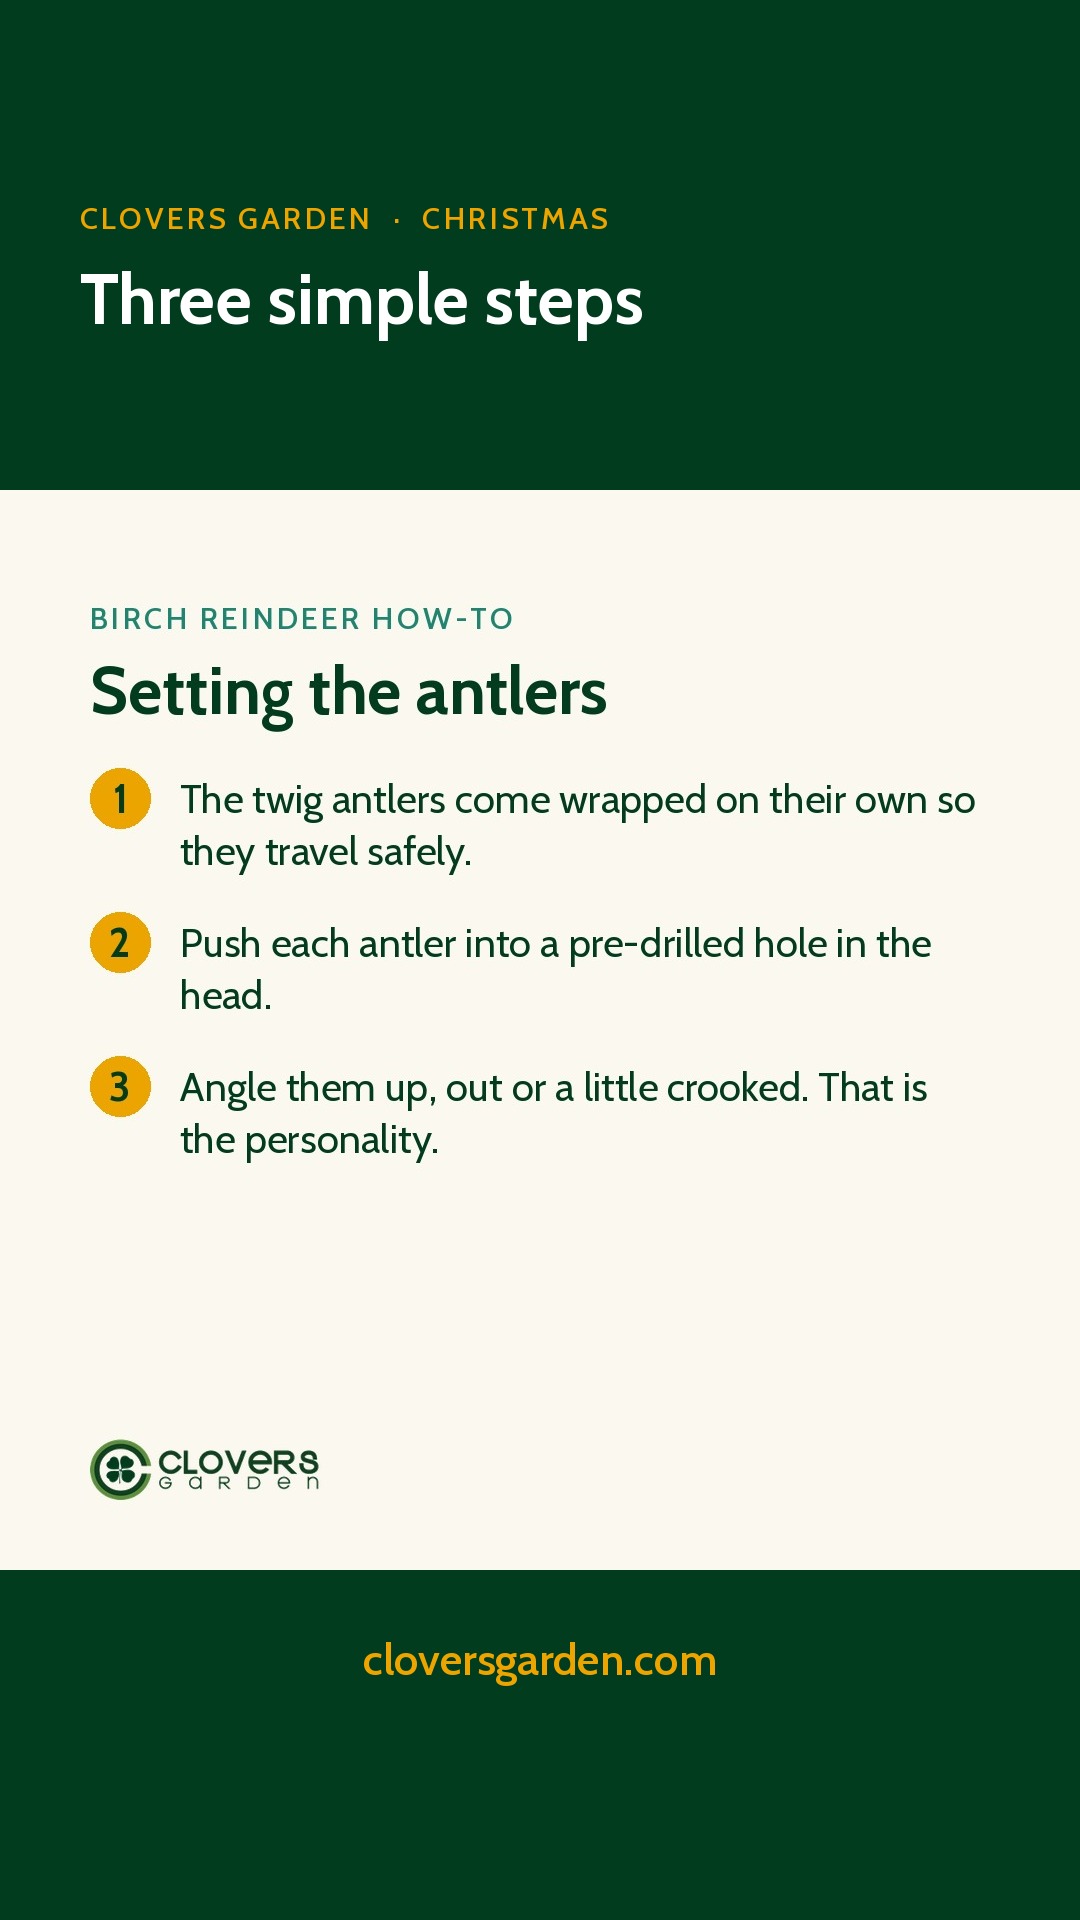 CLOVERS GARDEN · CHRISTMAS
Three simple steps
BIRCH REINDEER HOW-TO
Setting the antlers
1 The twig antlers come wrapped on their own so
they travel safely.
2 Push each antler into a pre-drilled hole in the
head.
3 Angle them up, out or a little crooked. That is
the personality.
CLOVERS
GARDEN
cloversgarden.com